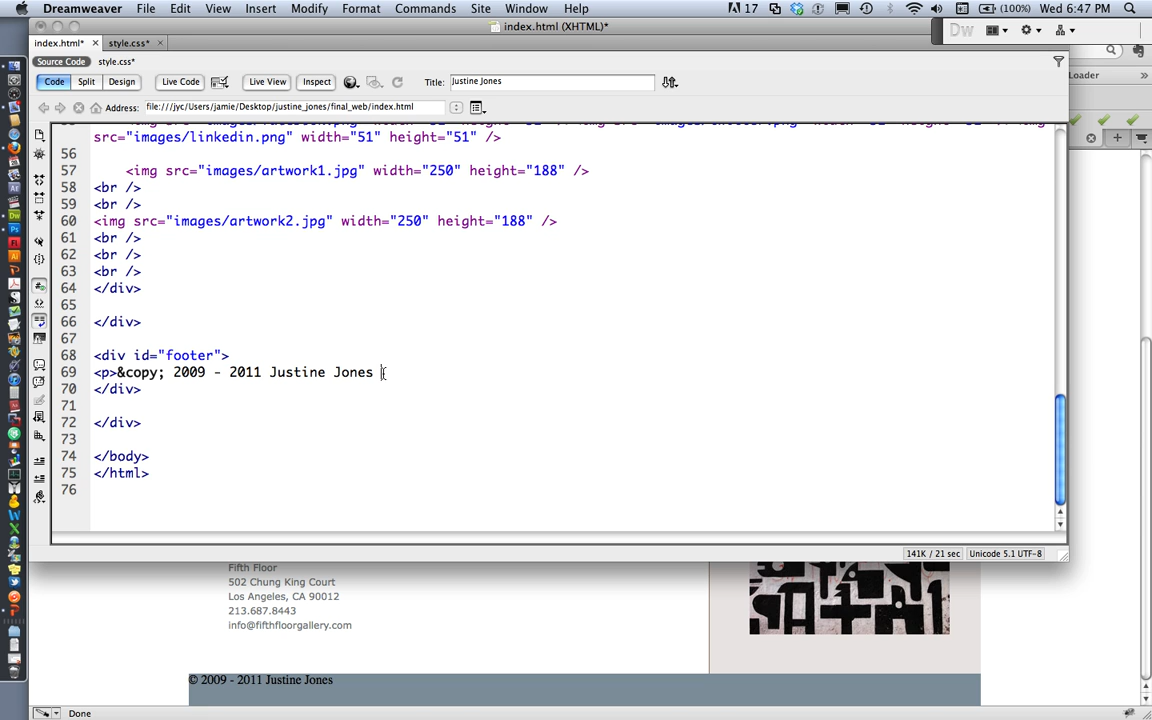 Dreamweaver File Edit View Insert Modify Format Commands Site Window Help 17 (100%) Wed 6:47 PM
index.html (XHTML)*
Dw
index.html* × style.css* ×
Source Code style.css*
Loader
Code Split Design Live Code Live View Inspect Title: Justine Jones
Address: file:///jyc/Users/jamie/Desktop/justine_jones/final_web/index.html
src="images/linkedin.png" width="51" height="51" />
56
57 <img src="images/artwork1.jpg" width="250" height="188" />
58 <br />
59 <br />
60 <img src="images/artwork2.jpg" width="250" height="188" />
61 <br />
62 <br />
63 <br />
64 </div>
65
66 </div>
67
68 <div id="footer">
69 <p>&copy; 2009 - 2011 Justine Jones
70 </div>
71
72 </div>
73
74 </body>
75 </html>
76
141K / 21 sec Unicode 5.1 UTF-8
Fifth Floor
502 Chung King Court
Los Angeles, CA 90012
213.687.8443
info@fifthfloorgallery.com
© 2009 - 2011 Justine Jones
Done